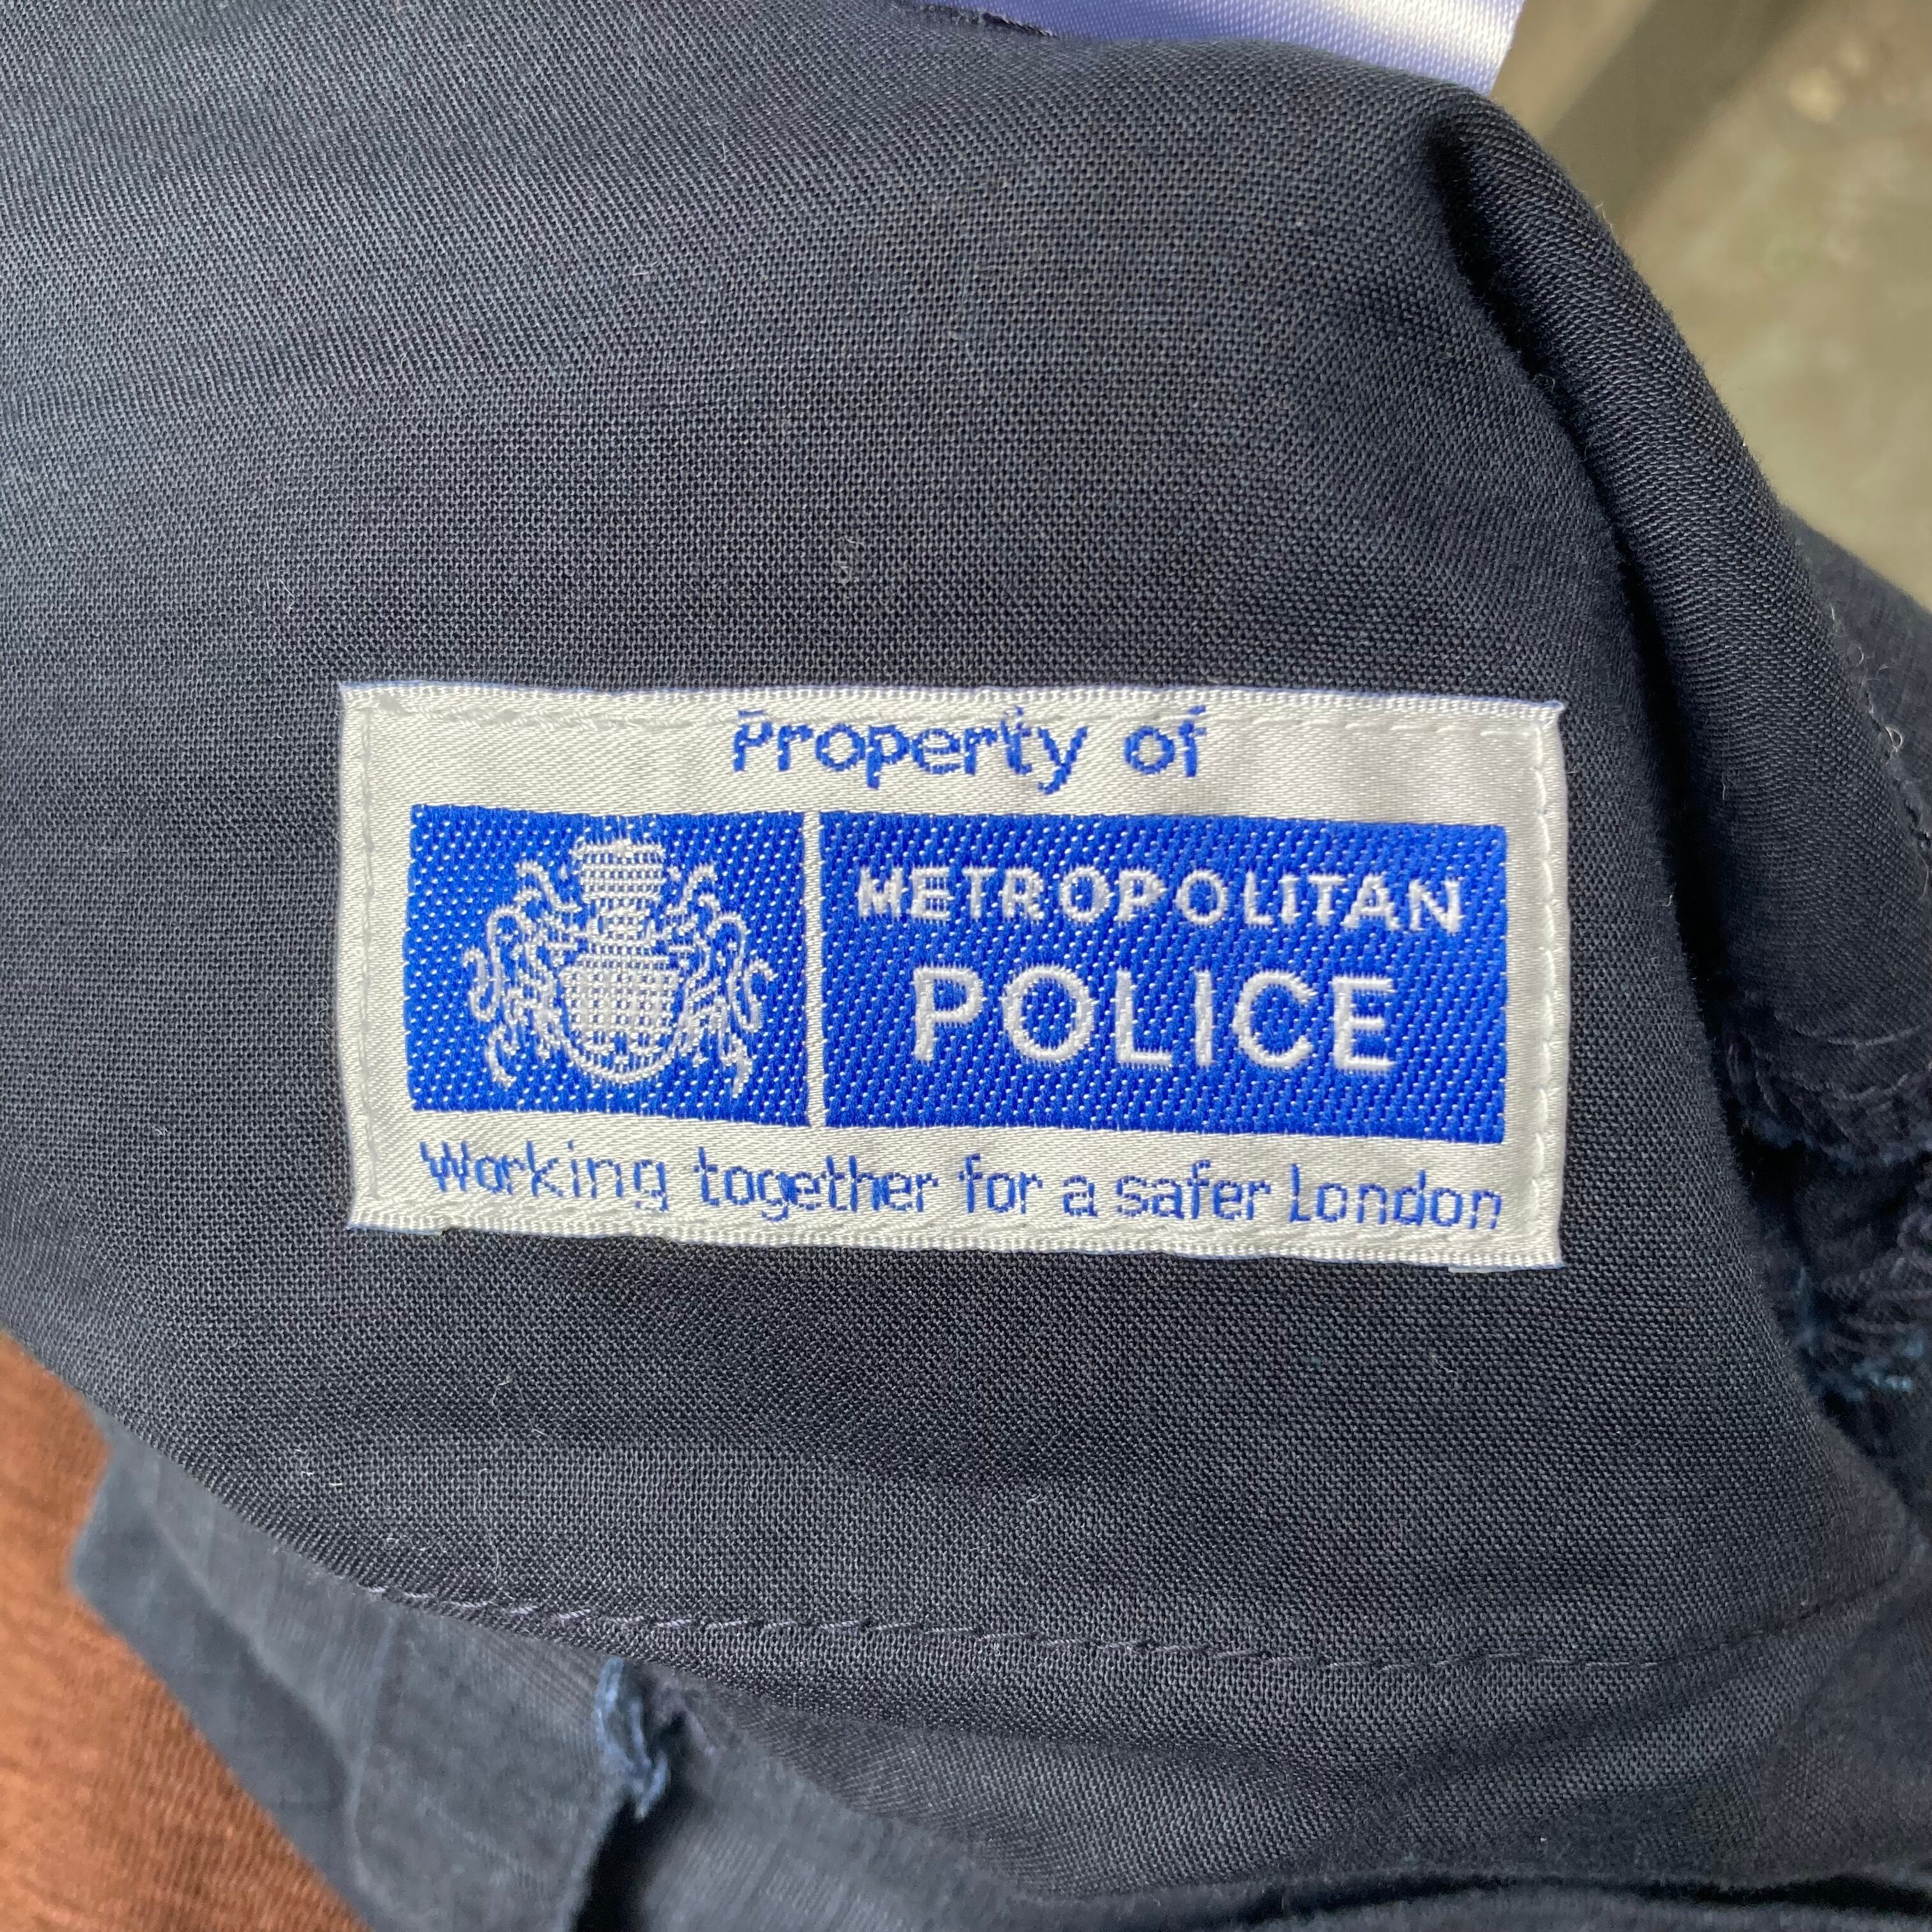 Property of
METROPOLITAN
POLICE
Working together for a safer London